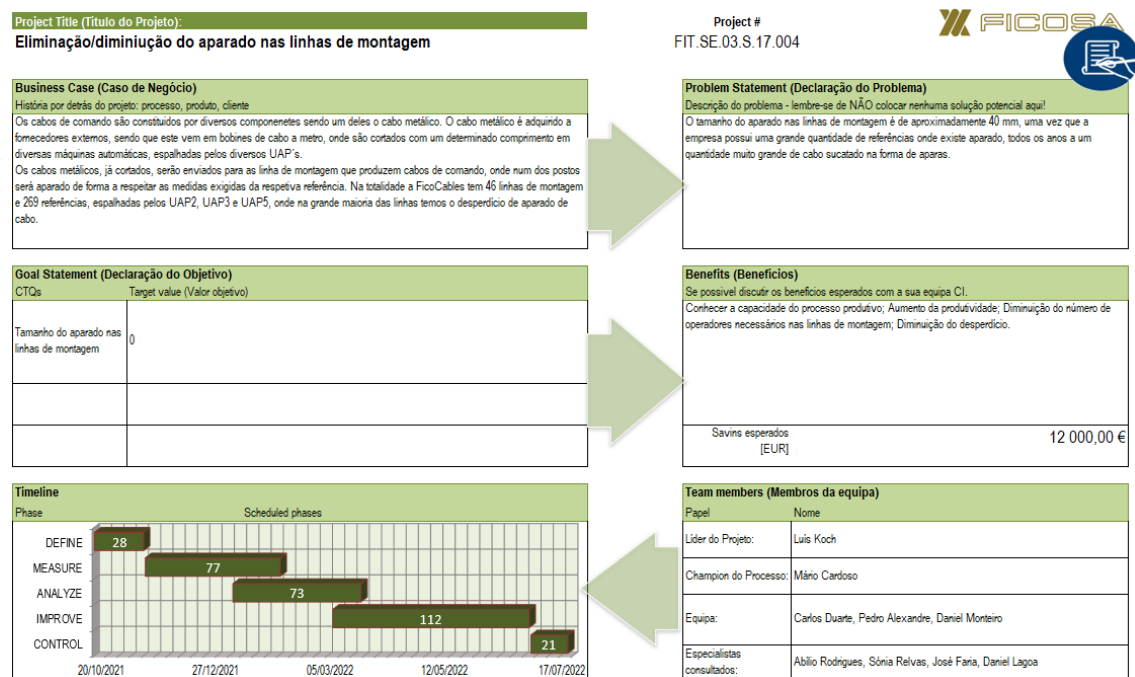 Project Title (Título do Projeto):
Eliminação/diminiução do aparado nas linhas de montagem
Project #
FIT.SE.03.S.17.004
FICOSA
Business Case (Caso de Negócio)
História por detrás do projeto: processo, produto, cliente
Os cabos de comando são constituidos por diversos componenetes sendo um deles o cabo metálico. O cabo metálico é adquirido a
fornecedores externos, sendo que este vem em bobines de cabo a metro, onde são cortados com um determinado comprimento em
diversas máquinas automáticas, espalhadas pelos diversos UAP´s.
Os cabos metálicos, já cortados, serão enviados para as linha de montagem que produzem cabos de comando, onde num dos postos
será aparado de forma a respeitar as medidas exigidas da respetiva referência. Na totalidade a FicoCables tem 46 linhas de montagem
e 269 referências, espalhadas pelos UAP2, UAP3 e UAP5, onde na grande maioria das linhas temos o desperdício de aparado de
cabo.
Problem Statement (Declaração do Problema)
Descrição do problema - lembre-se de NÃO colocar nenhuma solução potencial aqui!
O tamanho do aparado nas linhas de montagem é de aproximadamente 40 mm, uma vez que a
empresa possui uma grande quantidade de referências onde existe aparado, todos os anos a um
quantidade muito grande de cabo sucatado na forma de aparas.
Goal Statement (Declaração do Objetivo)
CTQs Target value (Valor objetivo)
Tamanho do aparado nas
linhas de montagem
0
Benefits (Benefícios)
Se possivel discutir os beneficios esperados com a sua equipa CI.
Conhecer a capacidade do processo produtivo; Aumento da produtividade; Diminuição do número de
operadores necessários nas linhas de montagem; Diminuição do desperdício.
Savins esperados
[EUR]
12 000,00 €
Timeline
Phase Scheduled phases
DEFINE 28
MEASURE 77
ANALYZE 73
IMPROVE 112
CONTROL 21
20/10/2021 27/12/2021 05/03/2022 12/05/2022 17/07/2022
Team members (Membros da equipa)
Papel Nome
Líder do Projeto: Luís Koch
Champion do Processo: Mário Cardoso
Equipa: Carlos Duarte, Pedro Alexandre, Daniel Monteiro
Especialistas
consultados:
Abílio Rodrigues, Sónia Relvas, José Faria, Daniel Lagoa